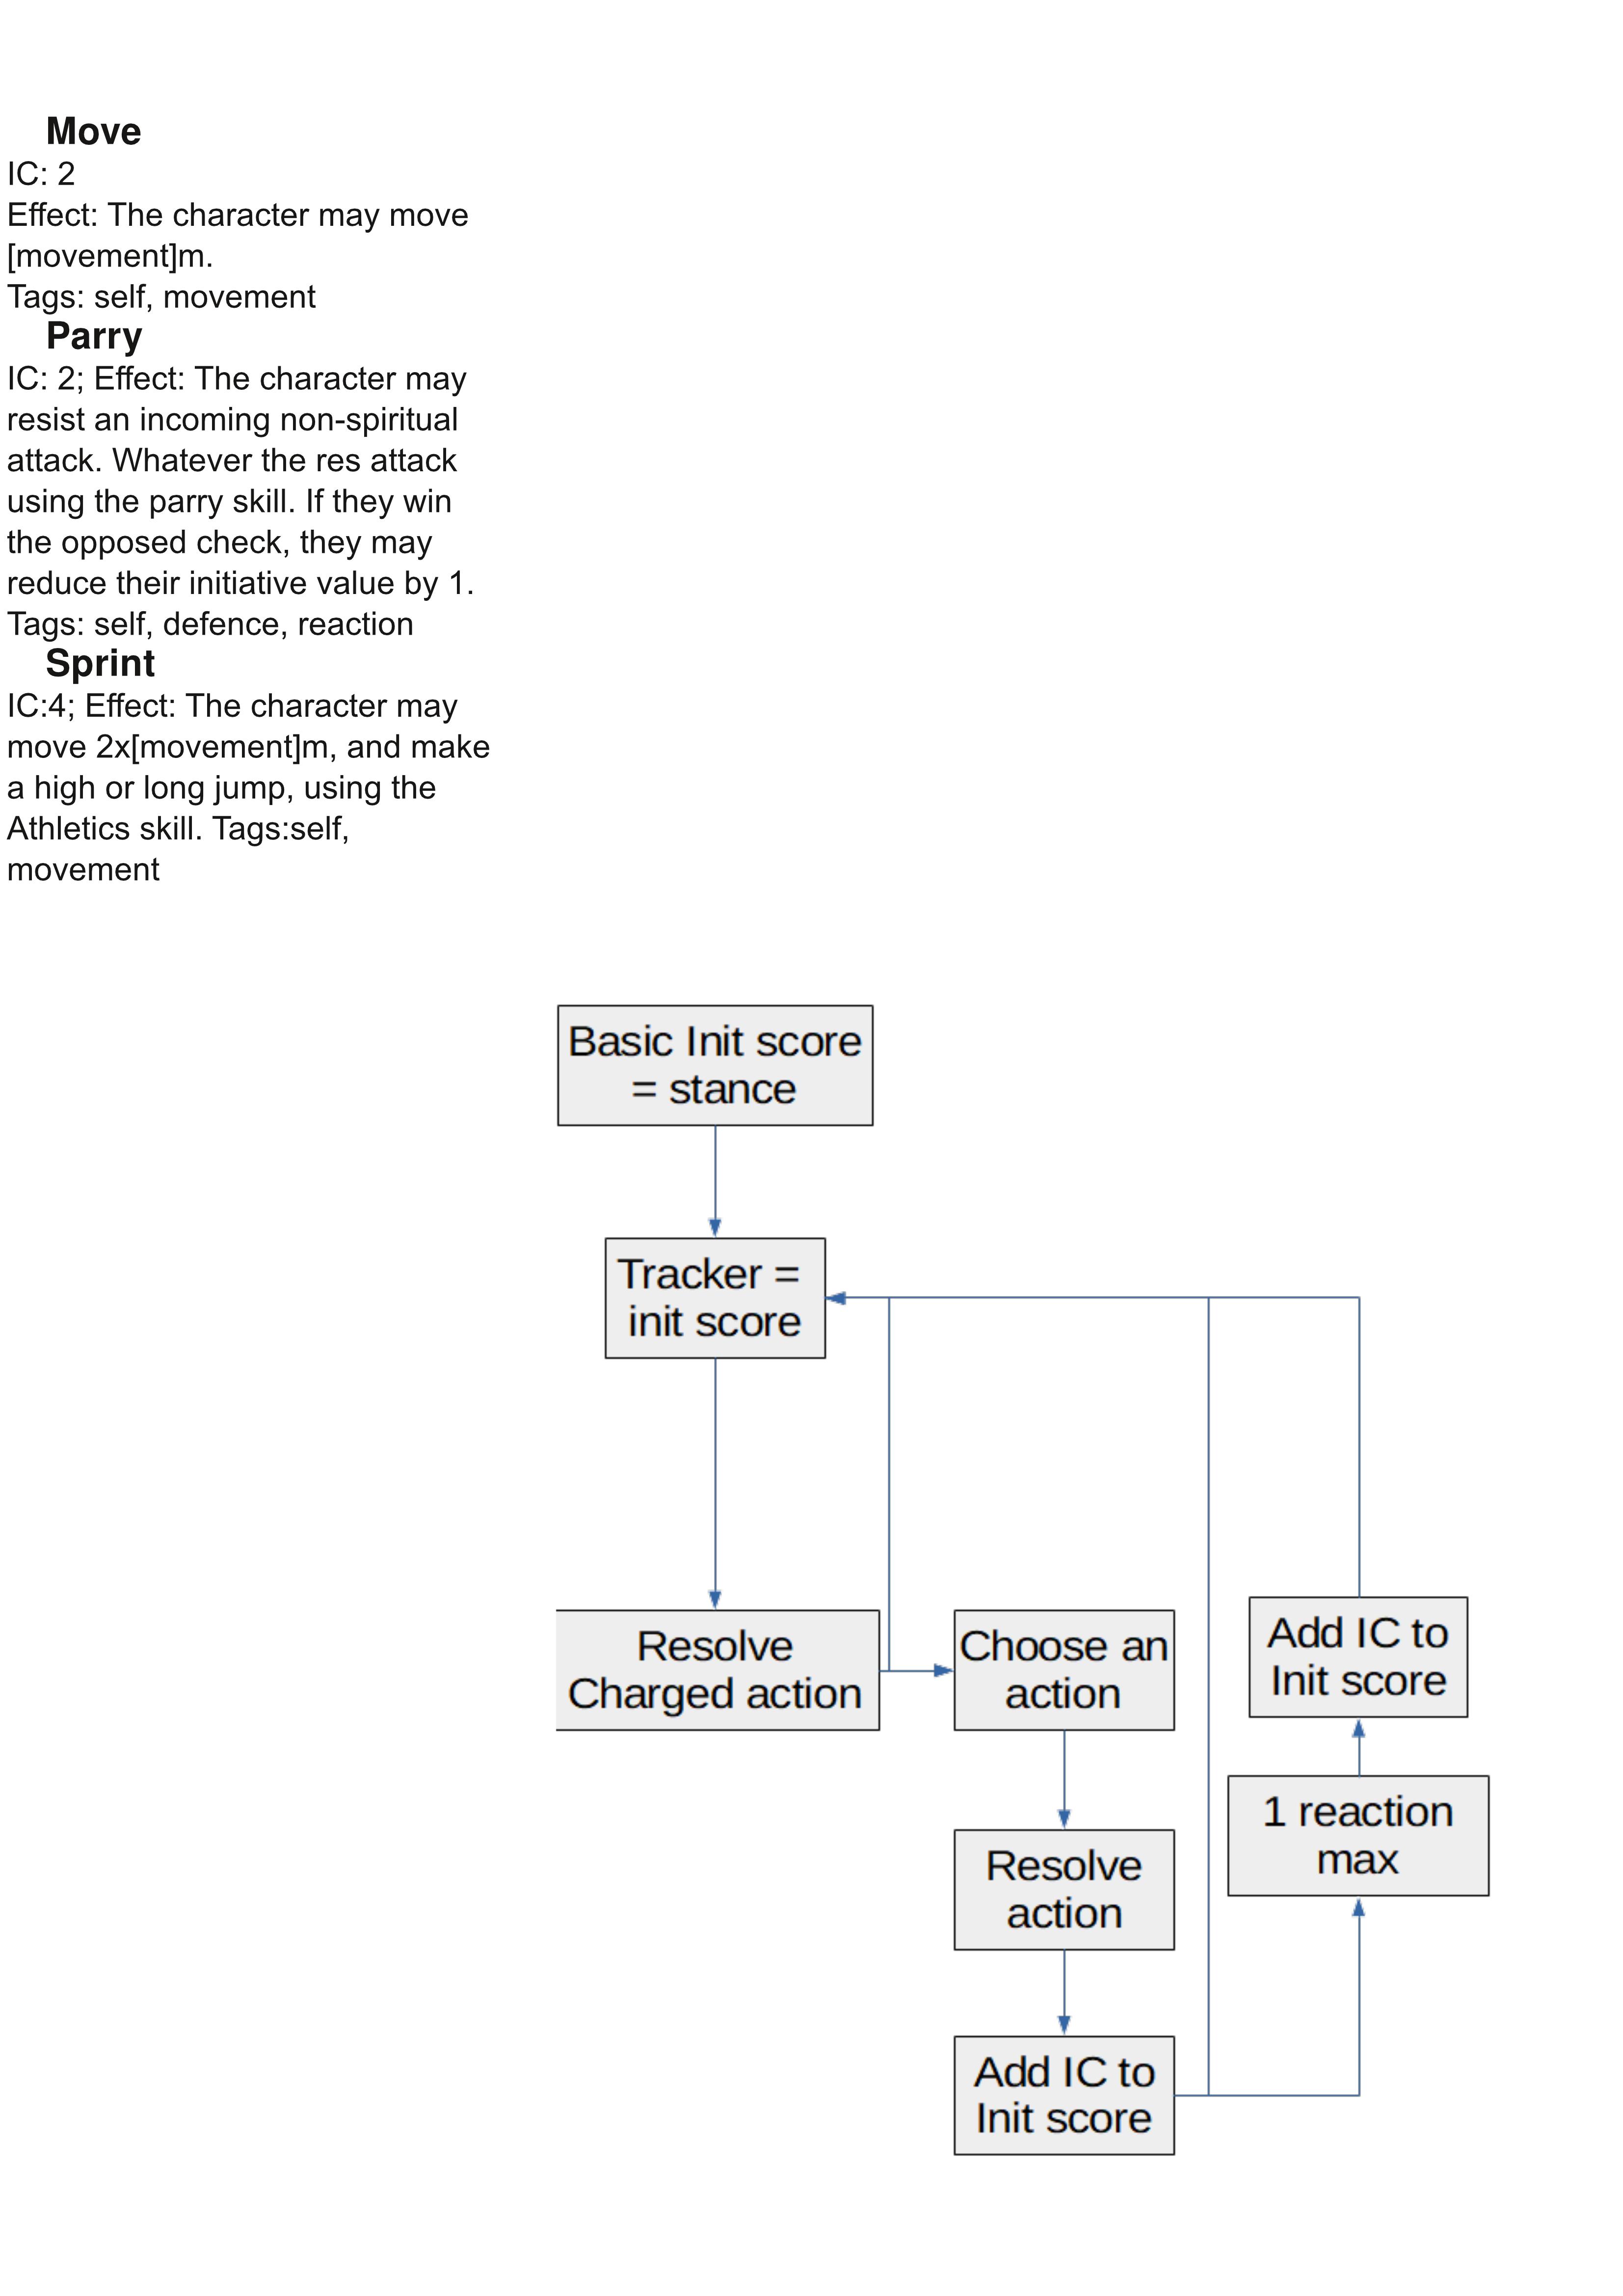 Move
IC: 2
Effect: The character may move
[movement]m.
Tags: self, movement
Parry
IC: 2; Effect: The character may
resist an incoming non-spiritual
attack. Whatever the res attack
using the parry skill. If they win
the opposed check, they may
reduce their initiative value by 1.
Tags: self, defence, reaction
Sprint
IC:4; Effect: The character may
move 2x[movement]m, and make
a high or long jump, using the
Athletics skill. Tags:self,
movement
Basic Init score
= stance
Tracker =
init score
Resolve
Charged action
Choose an
action
Resolve
action
Add IC to
Init score
1 reaction
max
Add IC to
Init score